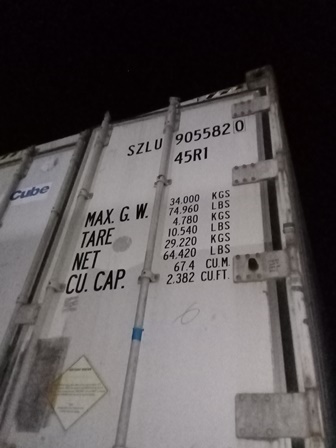 Cube
SZLU 905582 0
45R1
MAX. G. W. 34.000 KGS
74.960 LBS
TARE 4.780 KGS
10.540 LBS
NET 29.220 KGS
64.420 LBS
CU. CAP. 67.4 CU.M.
2.382 CU.FT.